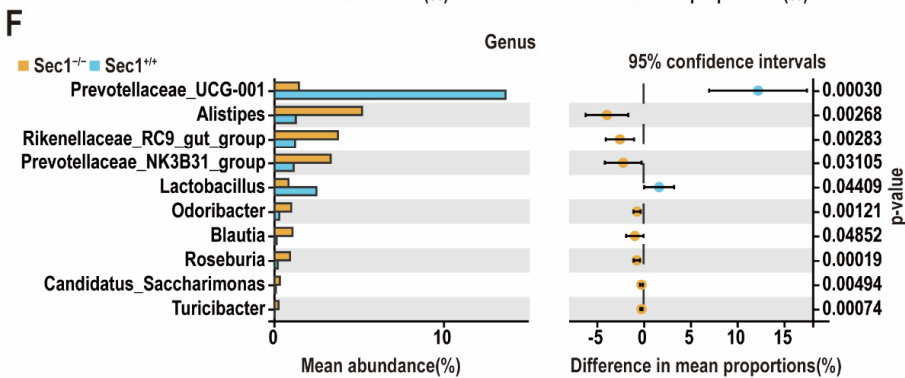 F
Genus
Sec1⁻/⁻ Sec1⁺/⁺
95% confidence intervals
Prevotellaceae_UCG-001 0.00030
Alistipes 0.00268
Rikenellaceae_RC9_gut_group 0.00283
Prevotellaceae_NK3B31_group 0.03105
Lactobacillus 0.04409
Odoribacter 0.00121
Blautia 0.04852
Roseburia 0.00019
Candidatus_Saccharimonas 0.00494
Turicibacter 0.00074
p-value
0 10 -5 0 5 10 15
Mean abundance(%) Difference in mean proportions(%)